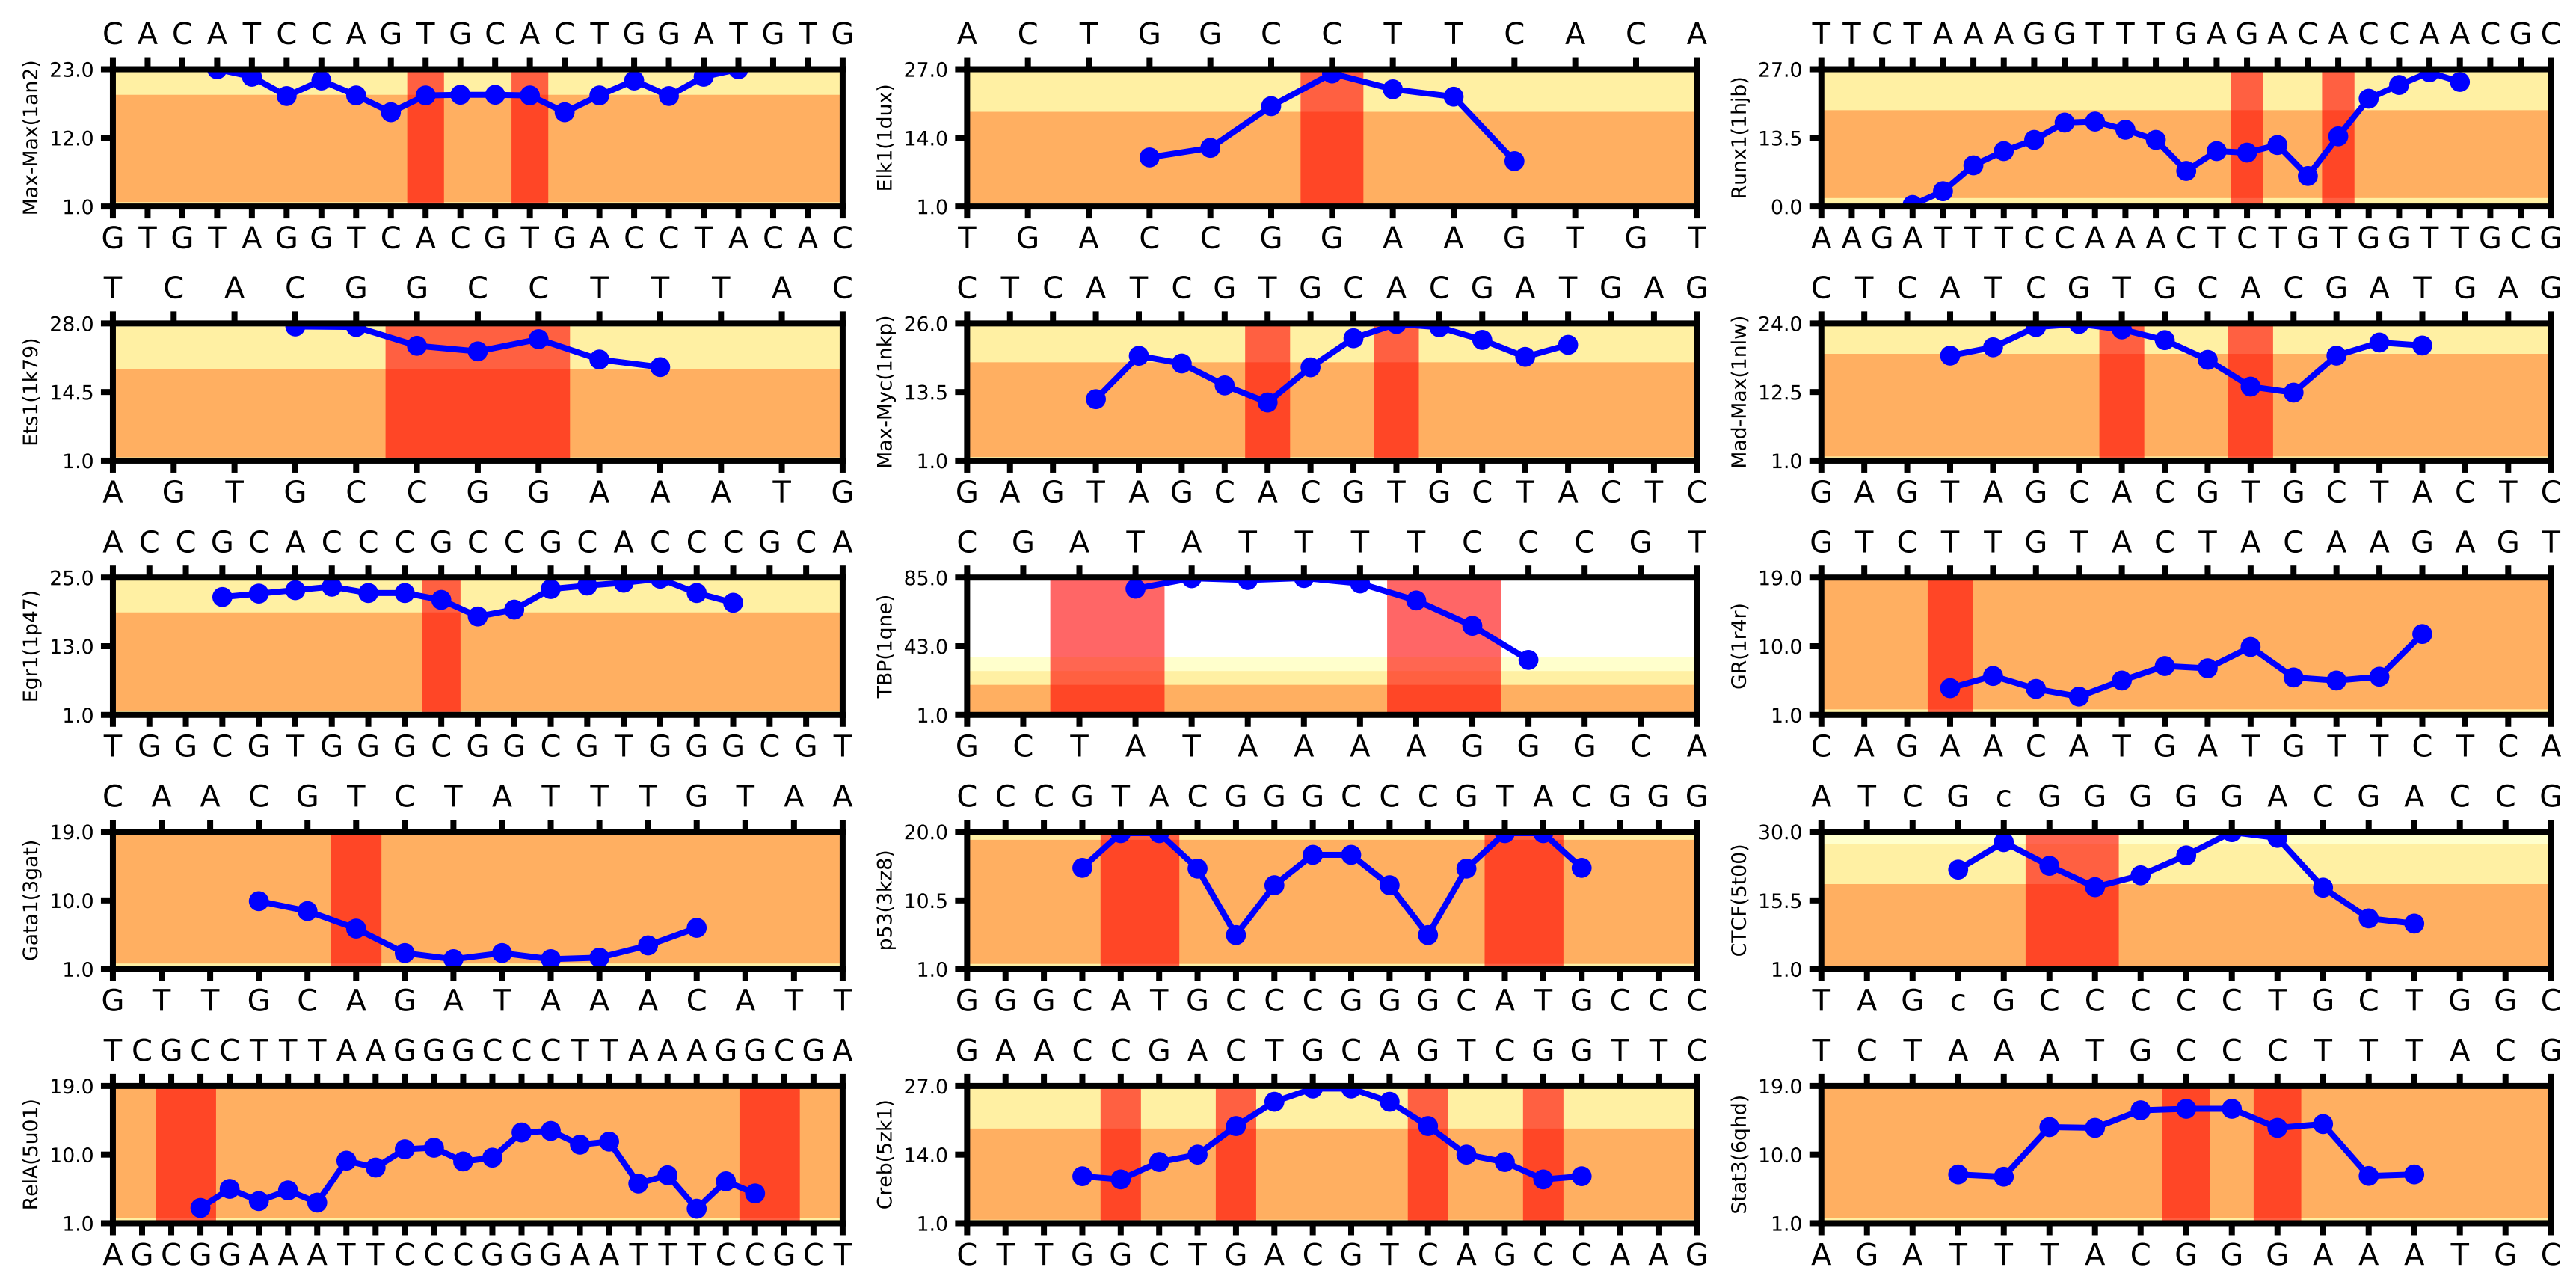 C A C A T C C A G T G C A C T G G A T G T G
23.0
12.0
1.0
Max-Max(1an2)
G T G T A G G T C A C G T G A C C T A C A C
A C T G G C C T T C A C A
27.0
14.0
1.0
Elk1(1dux)
T G A C C G G A A G T G T
T T C T A A A G G T T T G A G A C A C C A A C G C
27.0
13.5
0.0
Runx1(1hjb)
A A G A T T T C C A A A C T C T G T G G T T G C G
T C A C G G C C T T T A C
28.0
14.5
1.0
Ets1(1k79)
A G T G C C G G A A A T G
C T C A T C G T G C A C G A T G A G
26.0
13.5
1.0
Max-Myc(1nkp)
G A G T A G C A C G T G C T A C T C
C T C A T C G T G C A C G A T G A G
24.0
12.5
1.0
Mad-Max(1nlw)
G A G T A G C A C G T G C T A C T C
A C C G C A C C C G C C G C A C C C G C A
25.0
13.0
1.0
Egr1(1p47)
T G G C G T G G G C G G C G T G G G C G T
C G A T A T T T T C C C G T
85.0
43.0
1.0
TBP(1qne)
G C T A T A A A A G G G C A
G T C T T G T A C T A C A A G A G T
19.0
10.0
1.0
GR(1r4r)
C A G A A C A T G A T G T T C T C A
C A A C G T C T A T T T G T A A
19.0
10.0
1.0
Gata1(3gat)
G T T G C A G A T A A A C A T T
C C C G T A C G G G C C C G T A C G G G
20.0
10.5
1.0
p53(3kz8)
G G G C A T G C C C G G G C A T G C C C
A T C G c G G G G G A C G A C C G
30.0
15.5
1.0
CTCF(5t00)
T A G c G C C C C C T G C T G G C
T C G C C T T T A A G G G C C C T T A A A G G C G A
19.0
10.0
1.0
RelA(5u01)
A G C G G A A A T T C C C G G G A A T T T C C G C T
G A A C C G A C T G C A G T C G G T T C
27.0
14.0
1.0
Creb(5zk1)
C T T G G C T G A C G T C A G C C A A G
T C T A A A T G C C C T T T A C G
19.0
10.0
1.0
Stat3(6qhd)
A G A T T T A C G G G A A A T G C